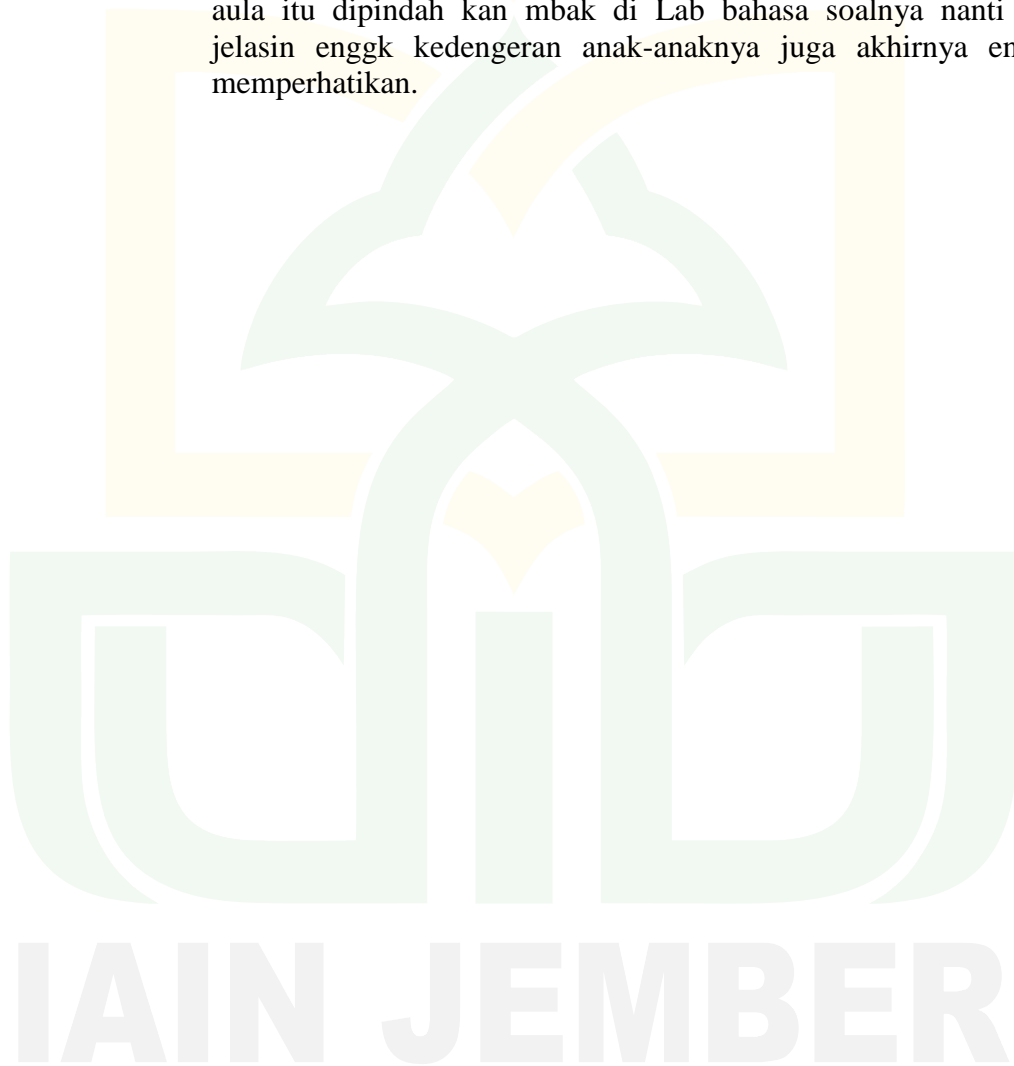 aula itu dipindah kan mbak di Lab bahasa soalnya nanti
jelasin enggk kedengeran anak-anaknya juga akhirnya
memperhatikan.
IAIN JEMBER